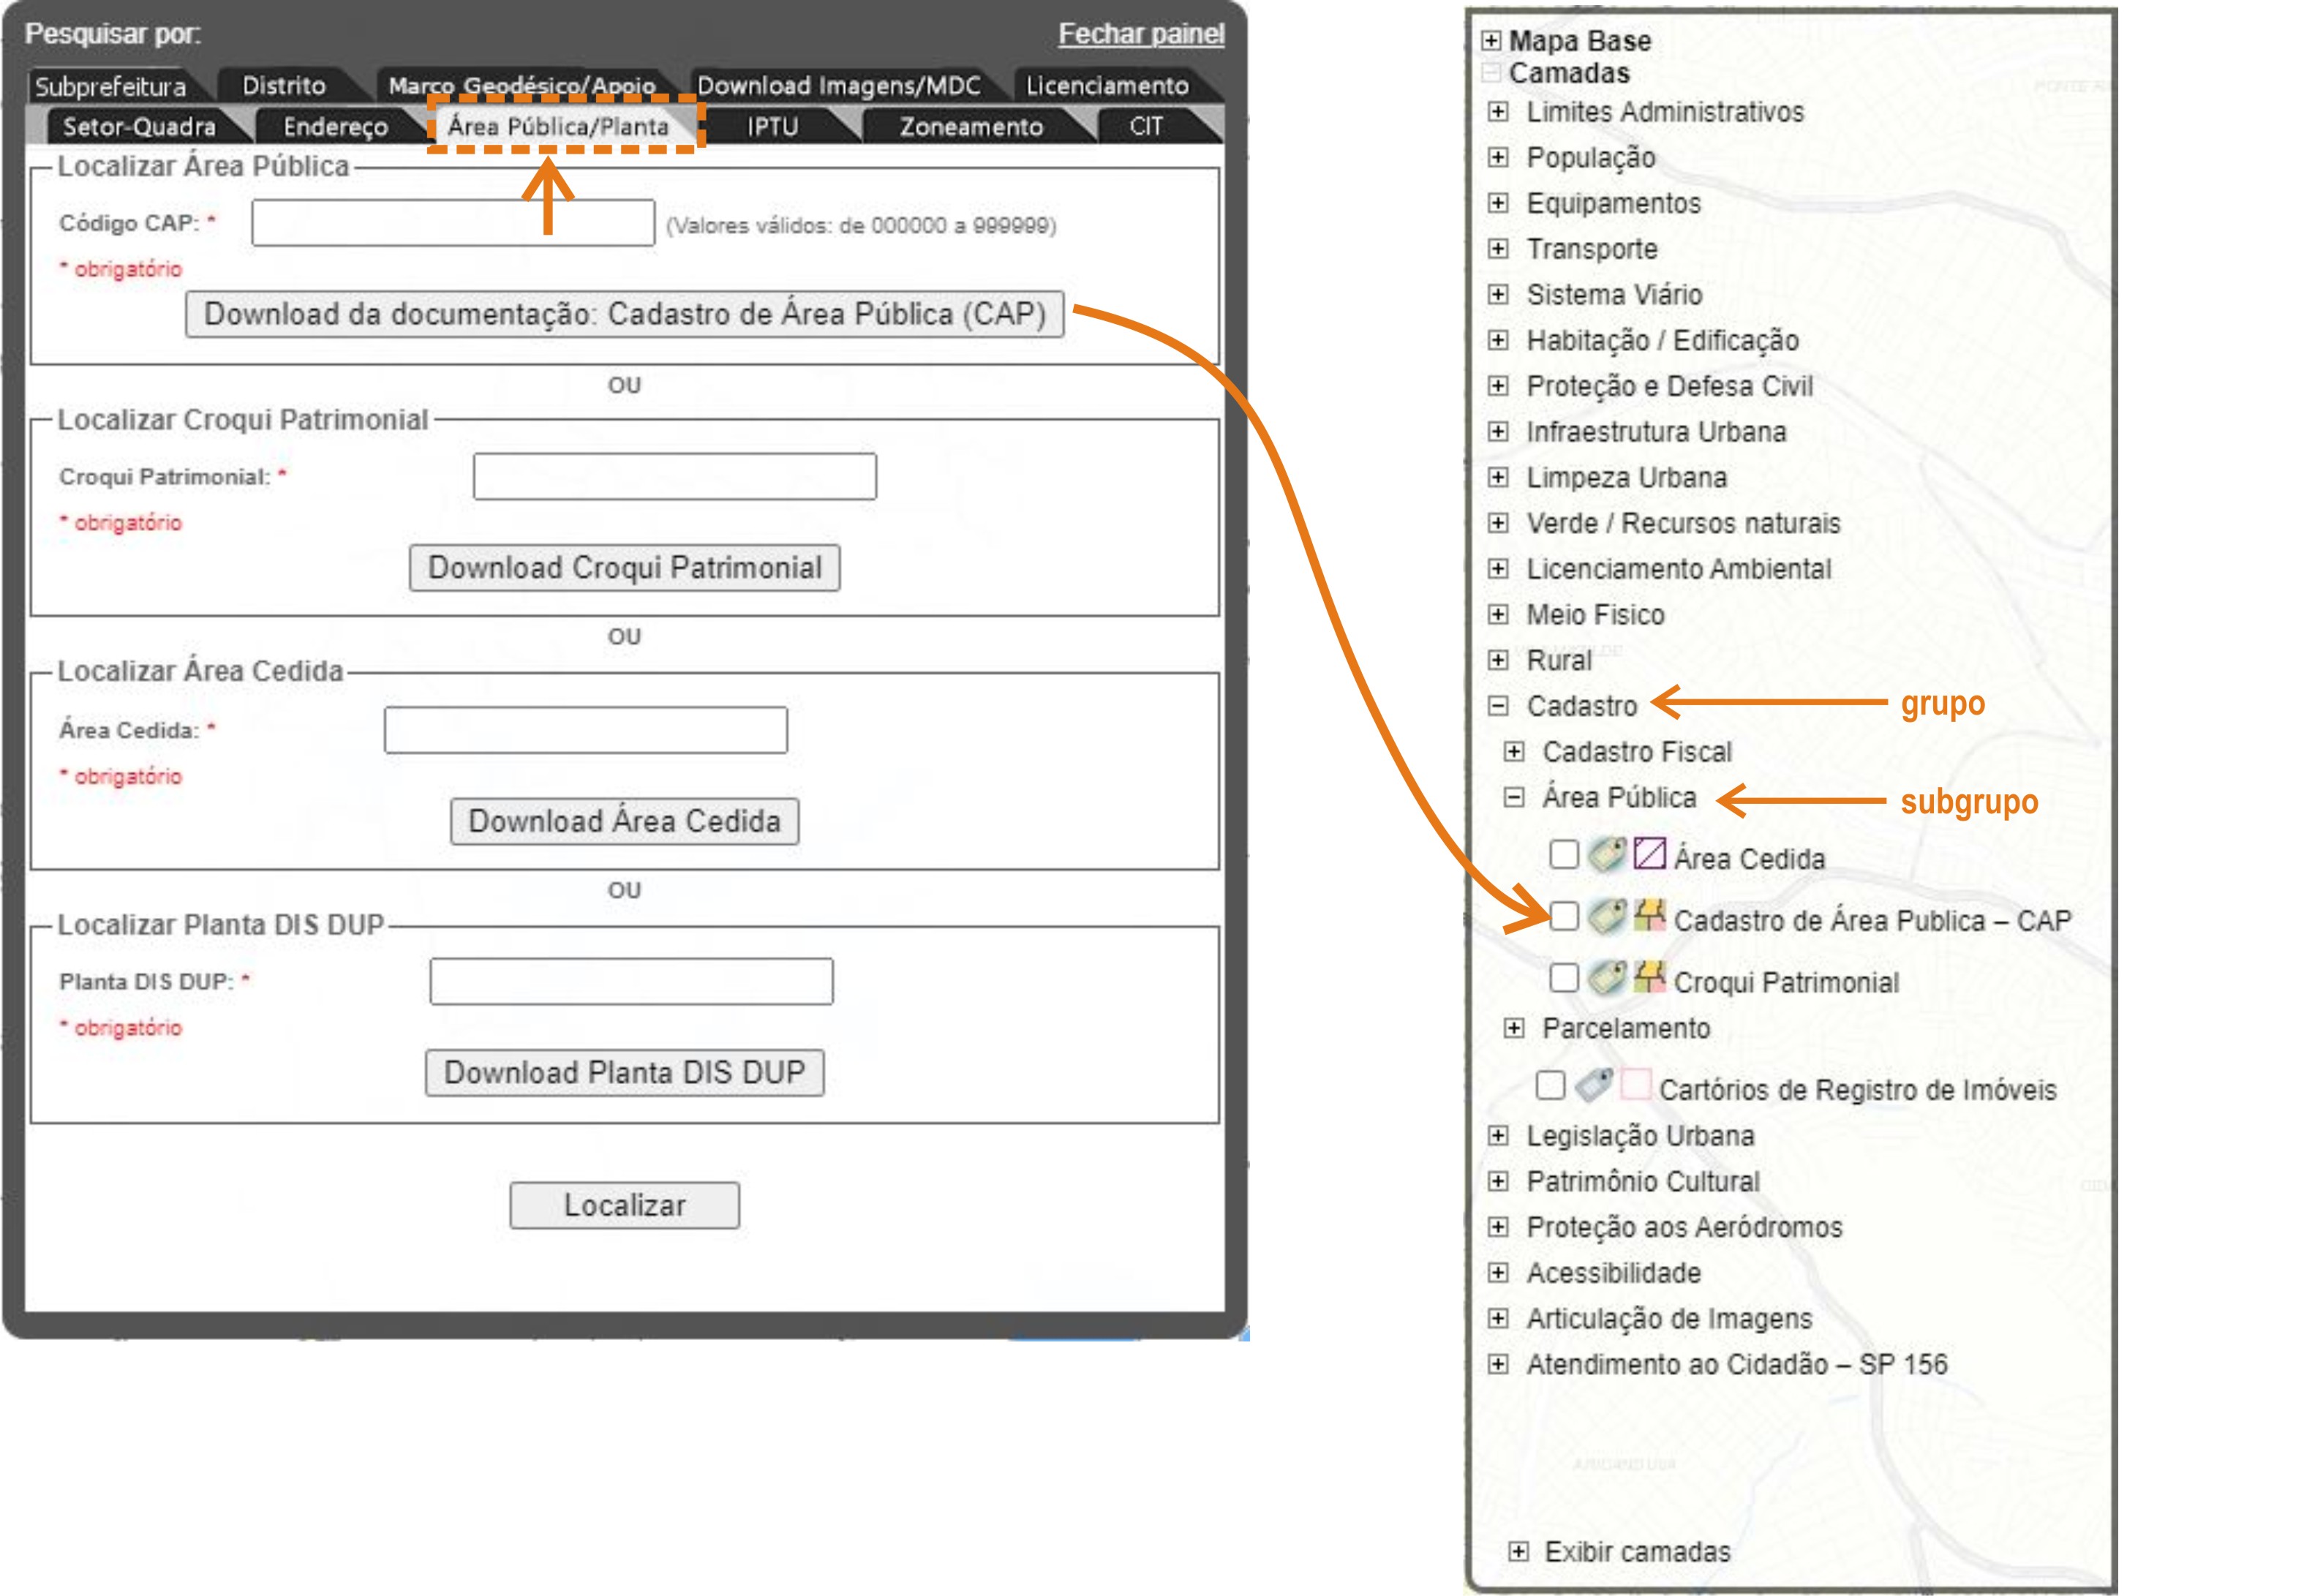 Pesquisar por:
Fechar painel
Subprefeitura
Distrito
Marco Geodésico/Apoio
Download Imagens/MDC
Licenciamento
Setor-Quadra
Endereço
Área Pública/Planta
IPTU
Zoneamento
CIT
Localizar Área Pública
Código CAP: *
(Valores válidos: de 000000 a 999999)
* obrigatório
Download da documentação: Cadastro de Área Pública (CAP)
OU
Localizar Croqui Patrimonial
Croqui Patrimonial: *
* obrigatório
Download Croqui Patrimonial
OU
Localizar Área Cedida
Área Cedida: *
* obrigatório
Download Área Cedida
OU
Localizar Planta DIS DUP
Planta DIS DUP: *
* obrigatório
Download Planta DIS DUP
Localizar
Mapa Base
Camadas
Limites Administrativos
População
Equipamentos
Transporte
Sistema Viário
Habitação / Edificação
Proteção e Defesa Civil
Infraestrutura Urbana
Limpeza Urbana
Verde / Recursos naturais
Licenciamento Ambiental
Meio Fisico
Rural
Cadastro
grupo
Cadastro Fiscal
Área Pública
subgrupo
Área Cedida
Cadastro de Área Publica – CAP
Croqui Patrimonial
Parcelamento
Cartórios de Registro de Imóveis
Legislação Urbana
Patrimônio Cultural
Proteção aos Aeródromos
Acessibilidade
Articulação de Imagens
Atendimento ao Cidadão – SP 156
Exibir camadas